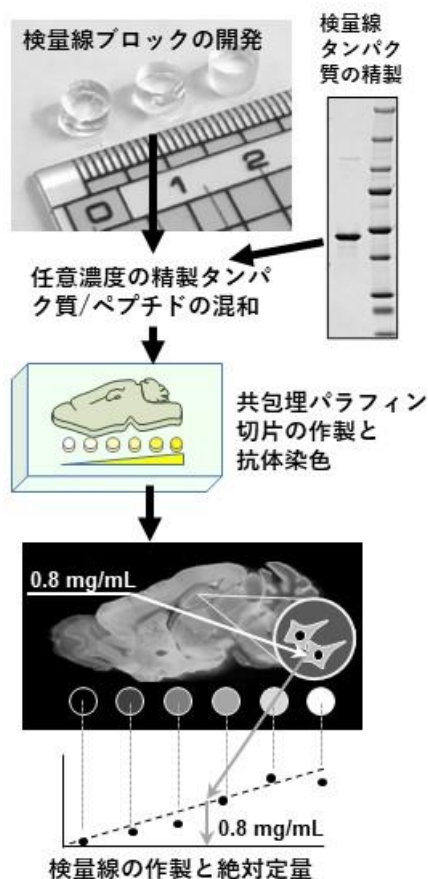 検量線ブロックの開発
検量線
タンパク
質の精製
0 1 2
任意濃度の精製タンパ
ク質/ペプチドの混和
共包埋パラフィン
切片の作製と
抗体染色
0.8 mg/mL
0.8 mg/mL
検量線の作製と絶対定量